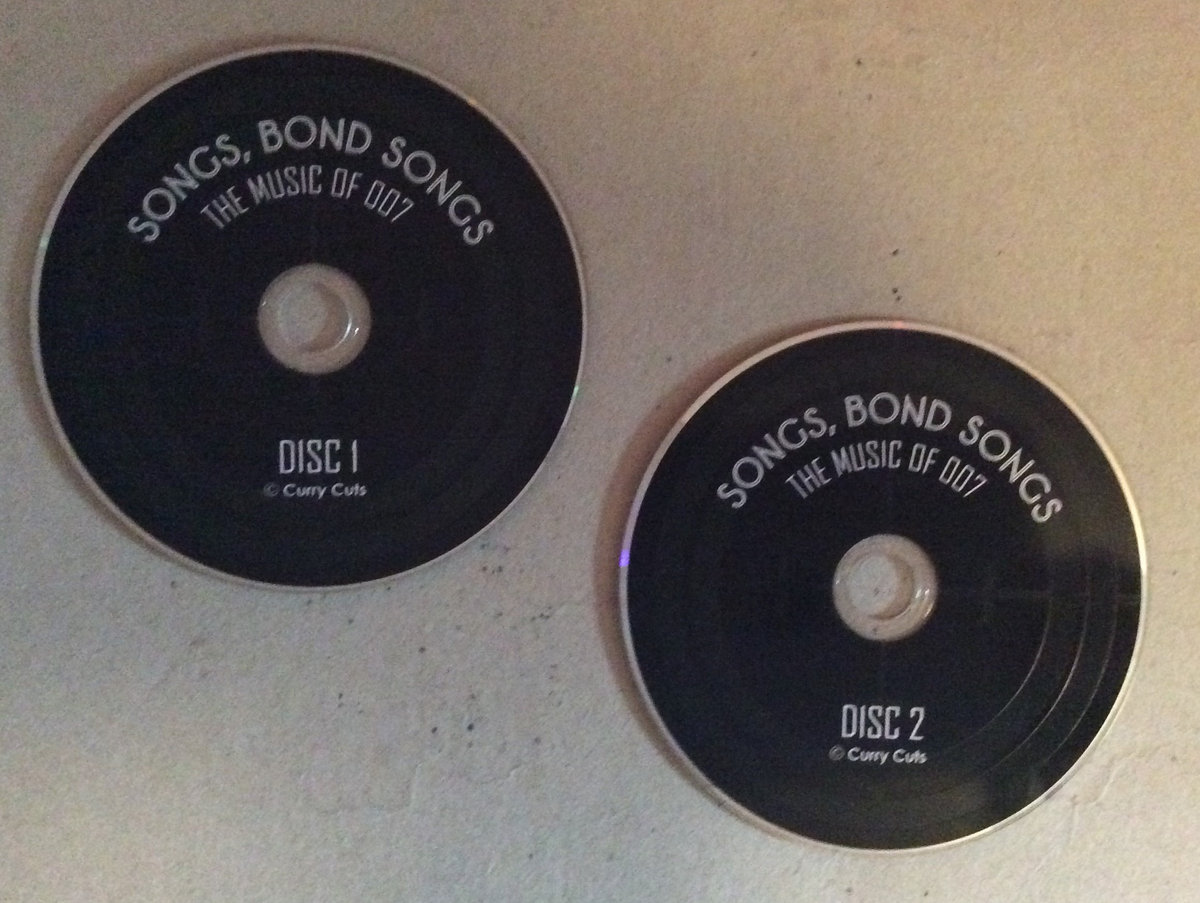 SONGS, BOND SONGS
THE MUSIC OF 007
DISC 1
© Curry Cuts
SONGS, BOND SONGS
THE MUSIC OF 007
DISC 2
© Curry Cuts